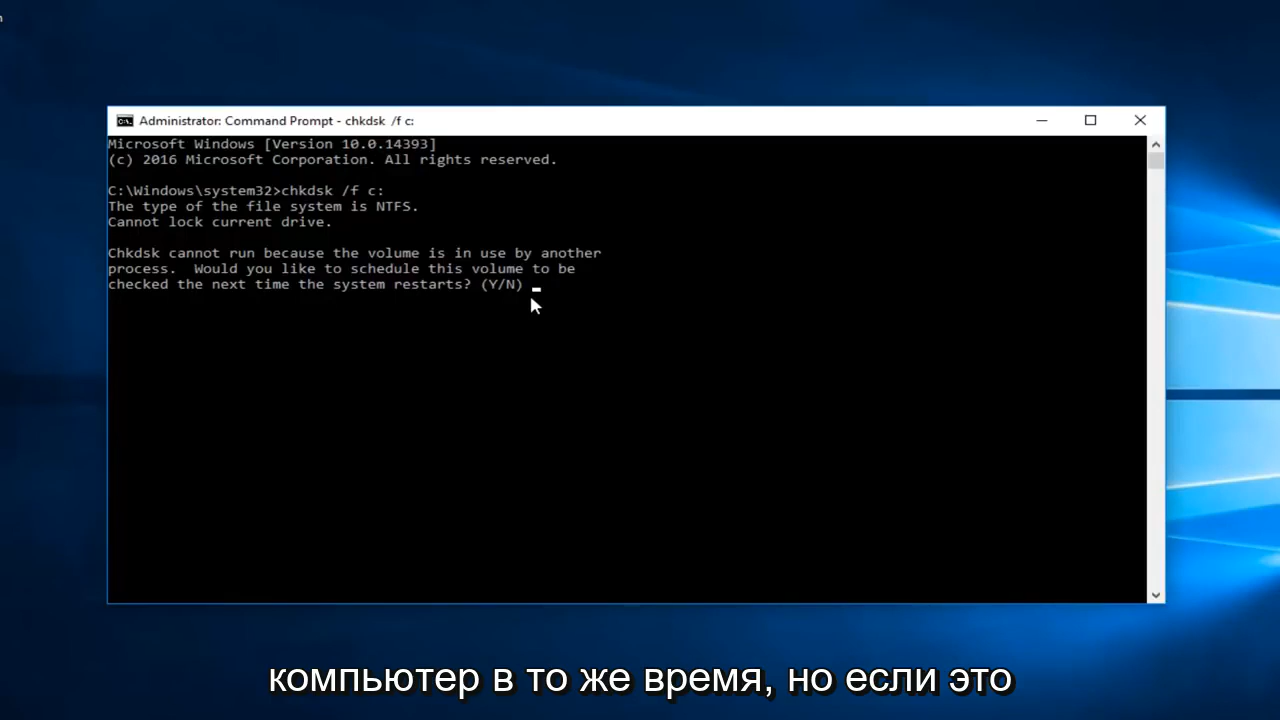 Administrator: Command Prompt - chkdsk /f c:
Microsoft Windows [Version 10.0.14393]
(c) 2016 Microsoft Corporation. All rights reserved.
C:\Windows\system32>chkdsk /f c:
The type of the file system is NTFS.
Cannot lock current drive.
Chkdsk cannot run because the volume is in use by another
process.  Would you like to schedule this volume to be
checked the next time the system restarts? (Y/N)
компьютер в то же время, но если это